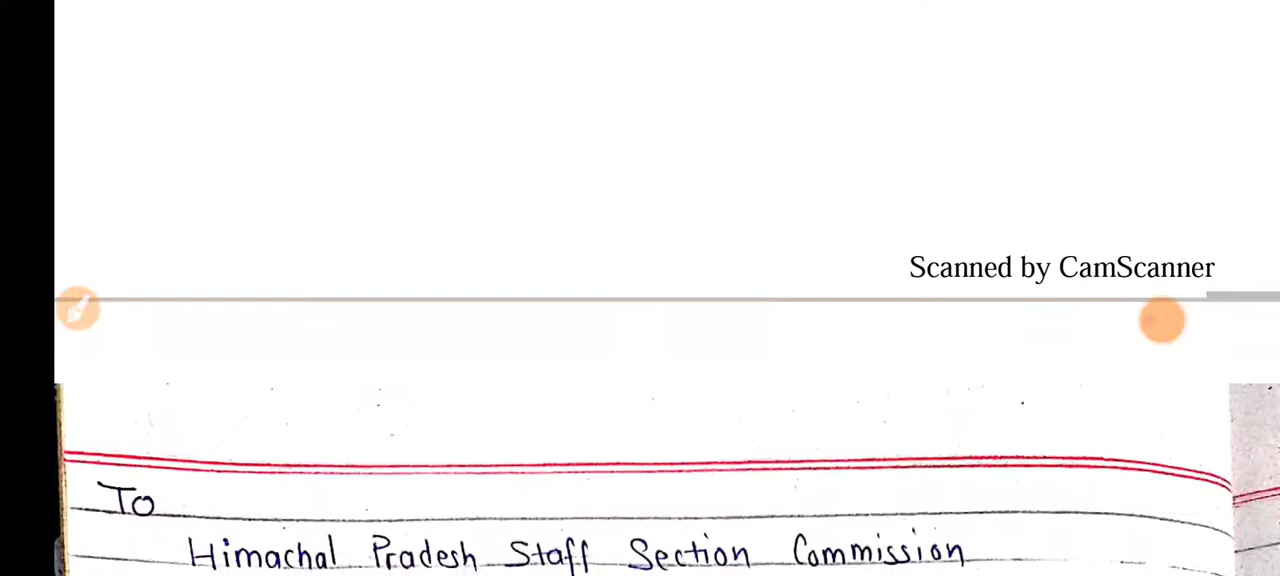 Scanned by CamScanner
To
Himachal Pradesh Staff Section Commission